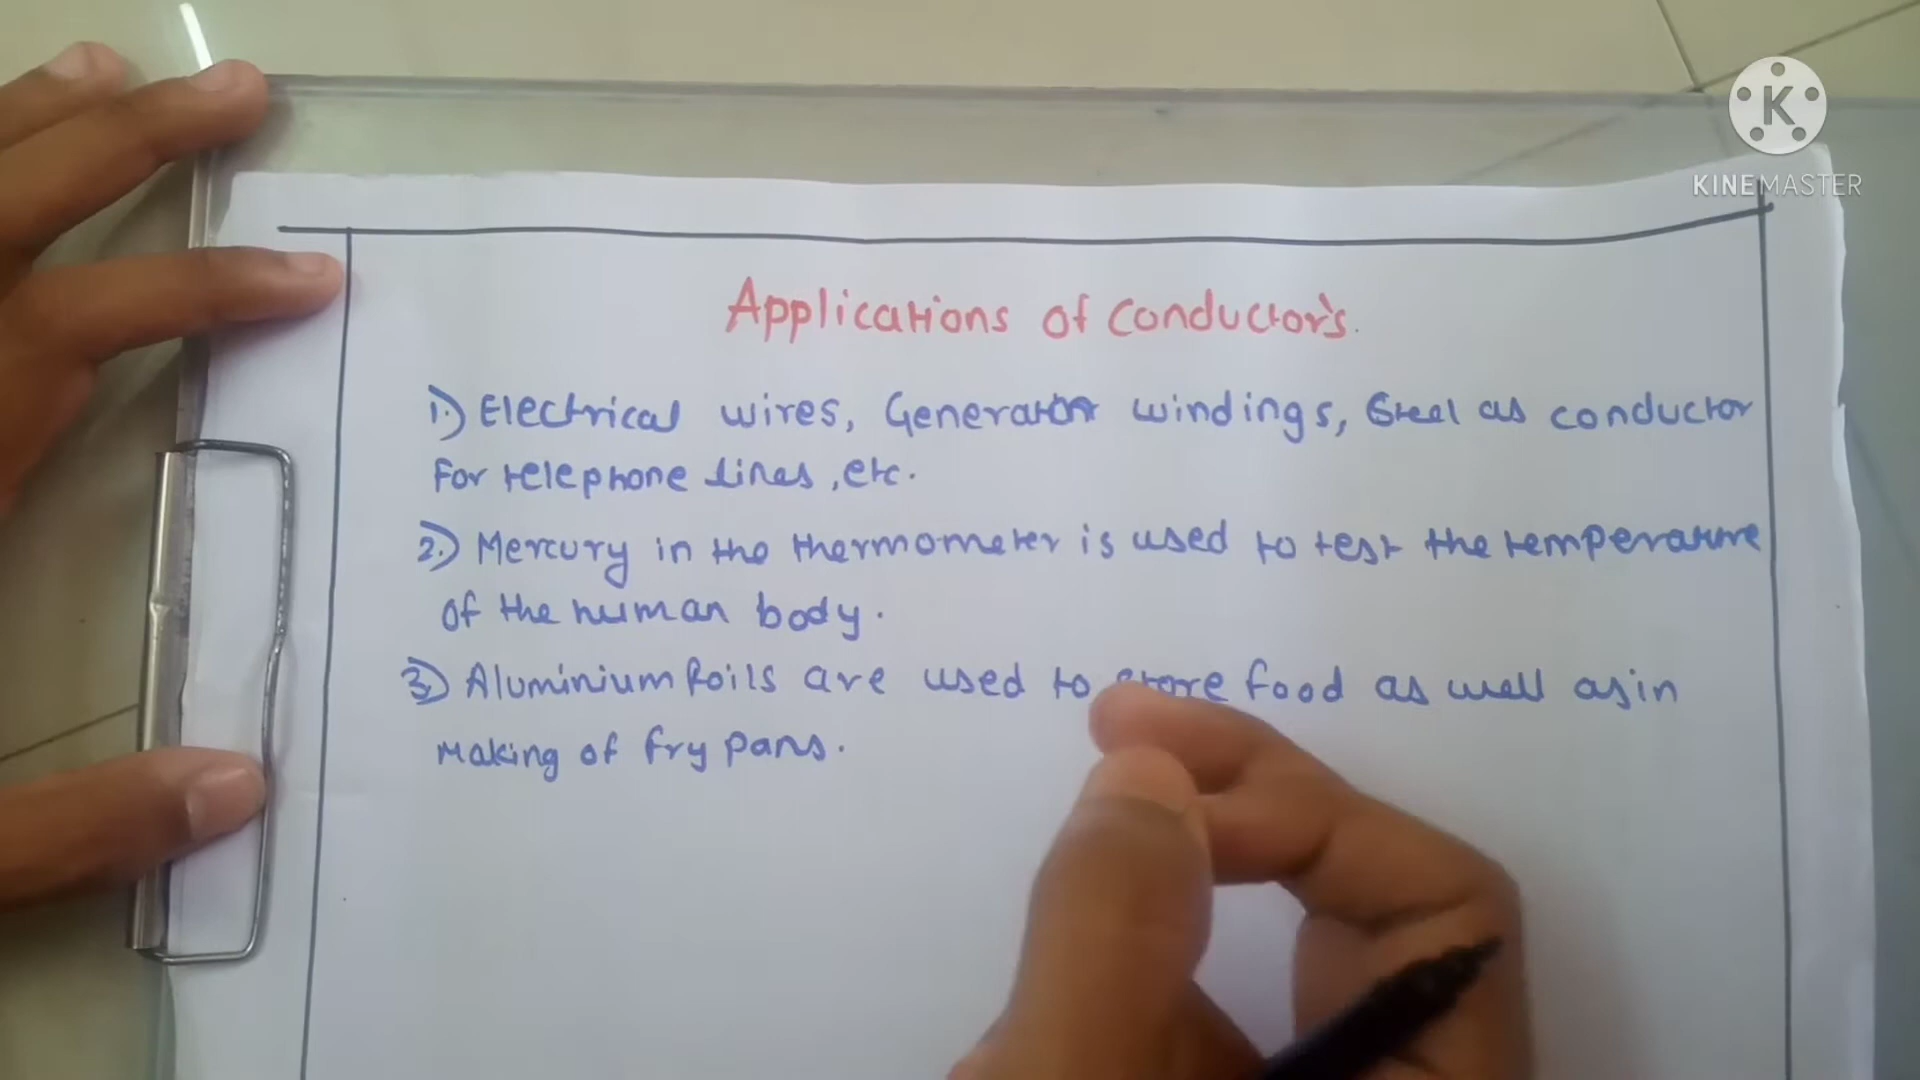 K
KINEMASTER
Applications of conductor's.
1.) Electrical wires, Generator windings, Steel as conductor
for telephone lines, etc.
2.) Mercury in the thermometer is used to test the temperature
of the human body.
3) Aluminium foils are used to store food as well as in
making of fry pans.